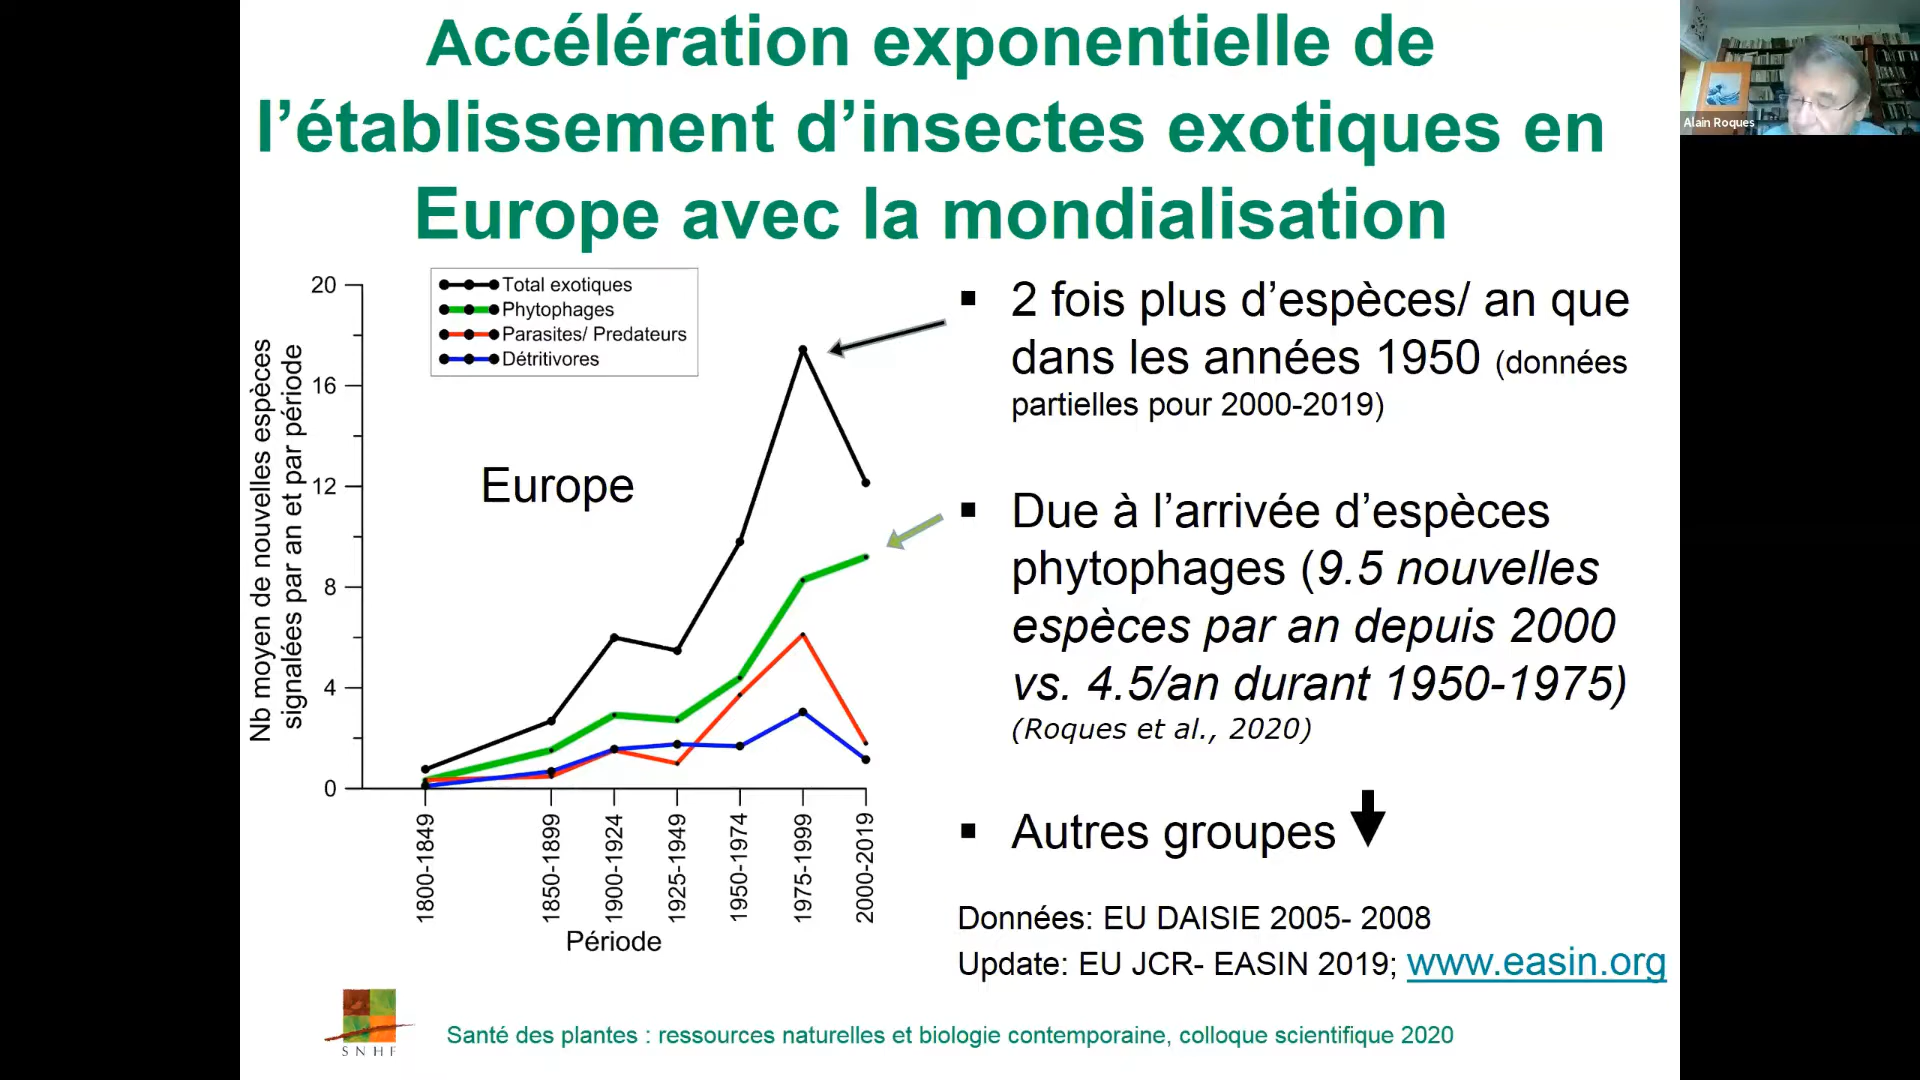 Accélération exponentielle de
l’établissement d’insectes exotiques en
Europe avec la mondialisation
Alain Roques
20
16
12
8
4
0
Nb moyen de nouvelles espèces
signalées par an et par période
Total exotiques
Phytophages
Parasites/ Predateurs
Détritivores
Europe
1800-1849
1850-1899
1900-1924
1925-1949
1950-1974
1975-1999
2000-2019
Période
▪ 2 fois plus d’espèces/ an que
dans les années 1950 (données
partielles pour 2000-2019)
▪ Due à l’arrivée d’espèces
phytophages (9.5 nouvelles
espèces par an depuis 2000
vs. 4.5/an durant 1950-1975)
(Roques et al., 2020)
▪ Autres groupes
Données: EU DAISIE 2005- 2008
Update: EU JCR- EASIN 2019; www.easin.org
SNHF
Santé des plantes : ressources naturelles et biologie contemporaine, colloque scientifique 2020